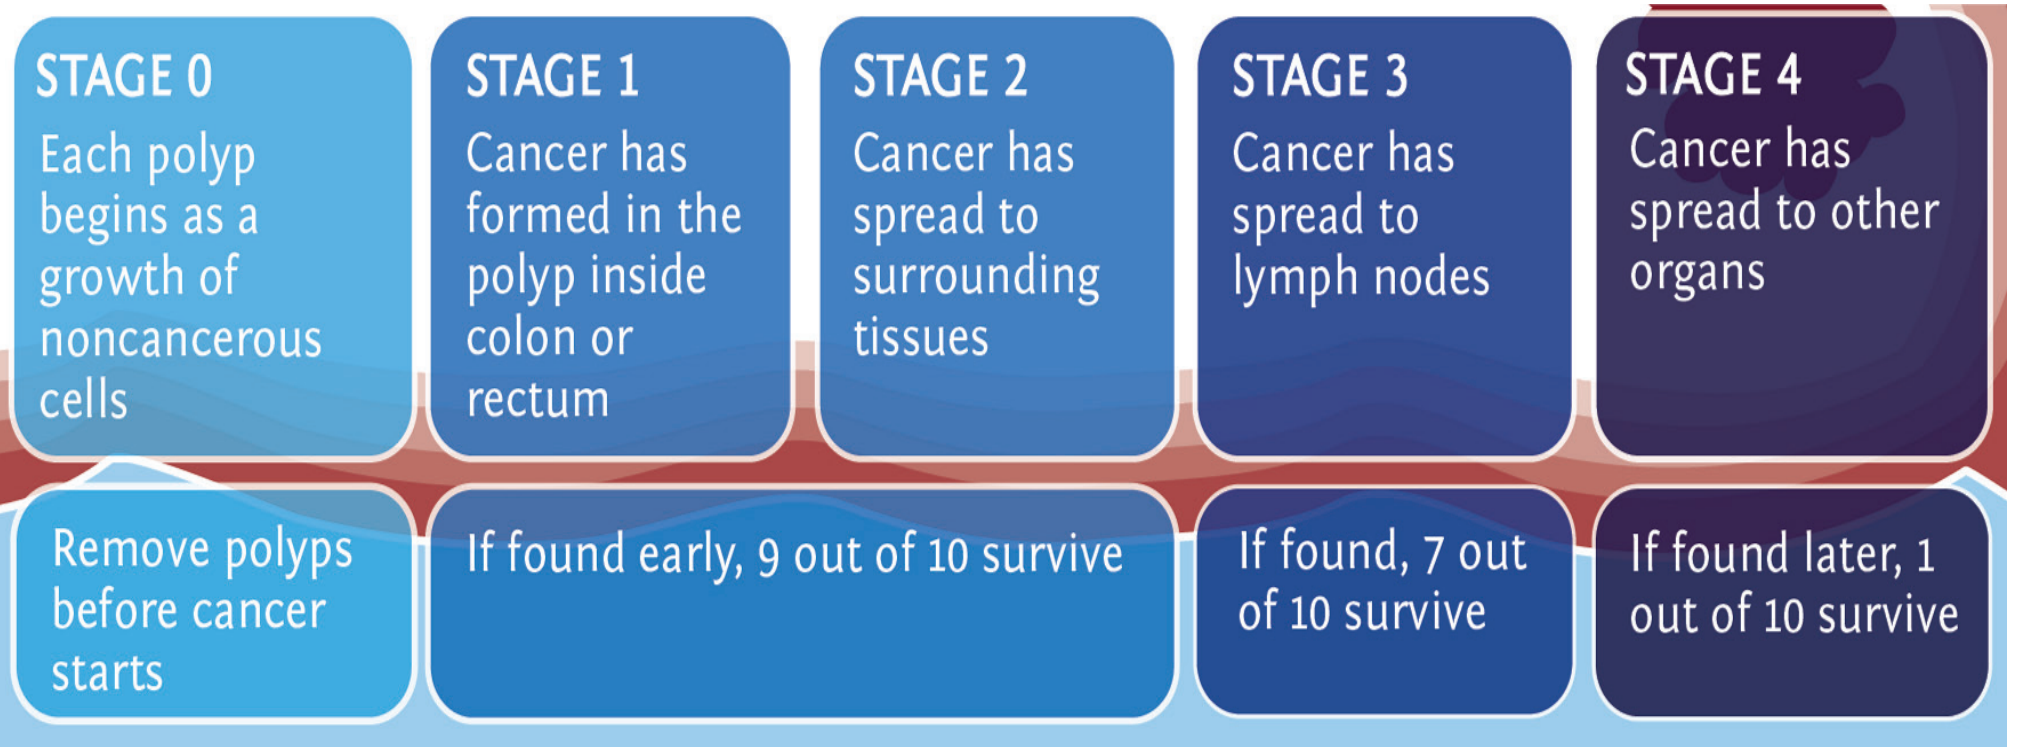 STAGE 0
Each polyp
begins as a
growth of
noncancerous
cells
STAGE 1
Cancer has
formed in the
polyp inside
colon or
rectum
STAGE 2
Cancer has
spread to
surrounding
tissues
STAGE 3
Cancer has
spread to
lymph nodes
STAGE 4
Cancer has
spread to other
organs
Remove polyps
before cancer
starts
If found early, 9 out of 10 survive
If found, 7 out
of 10 survive
If found later, 1
out of 10 survive